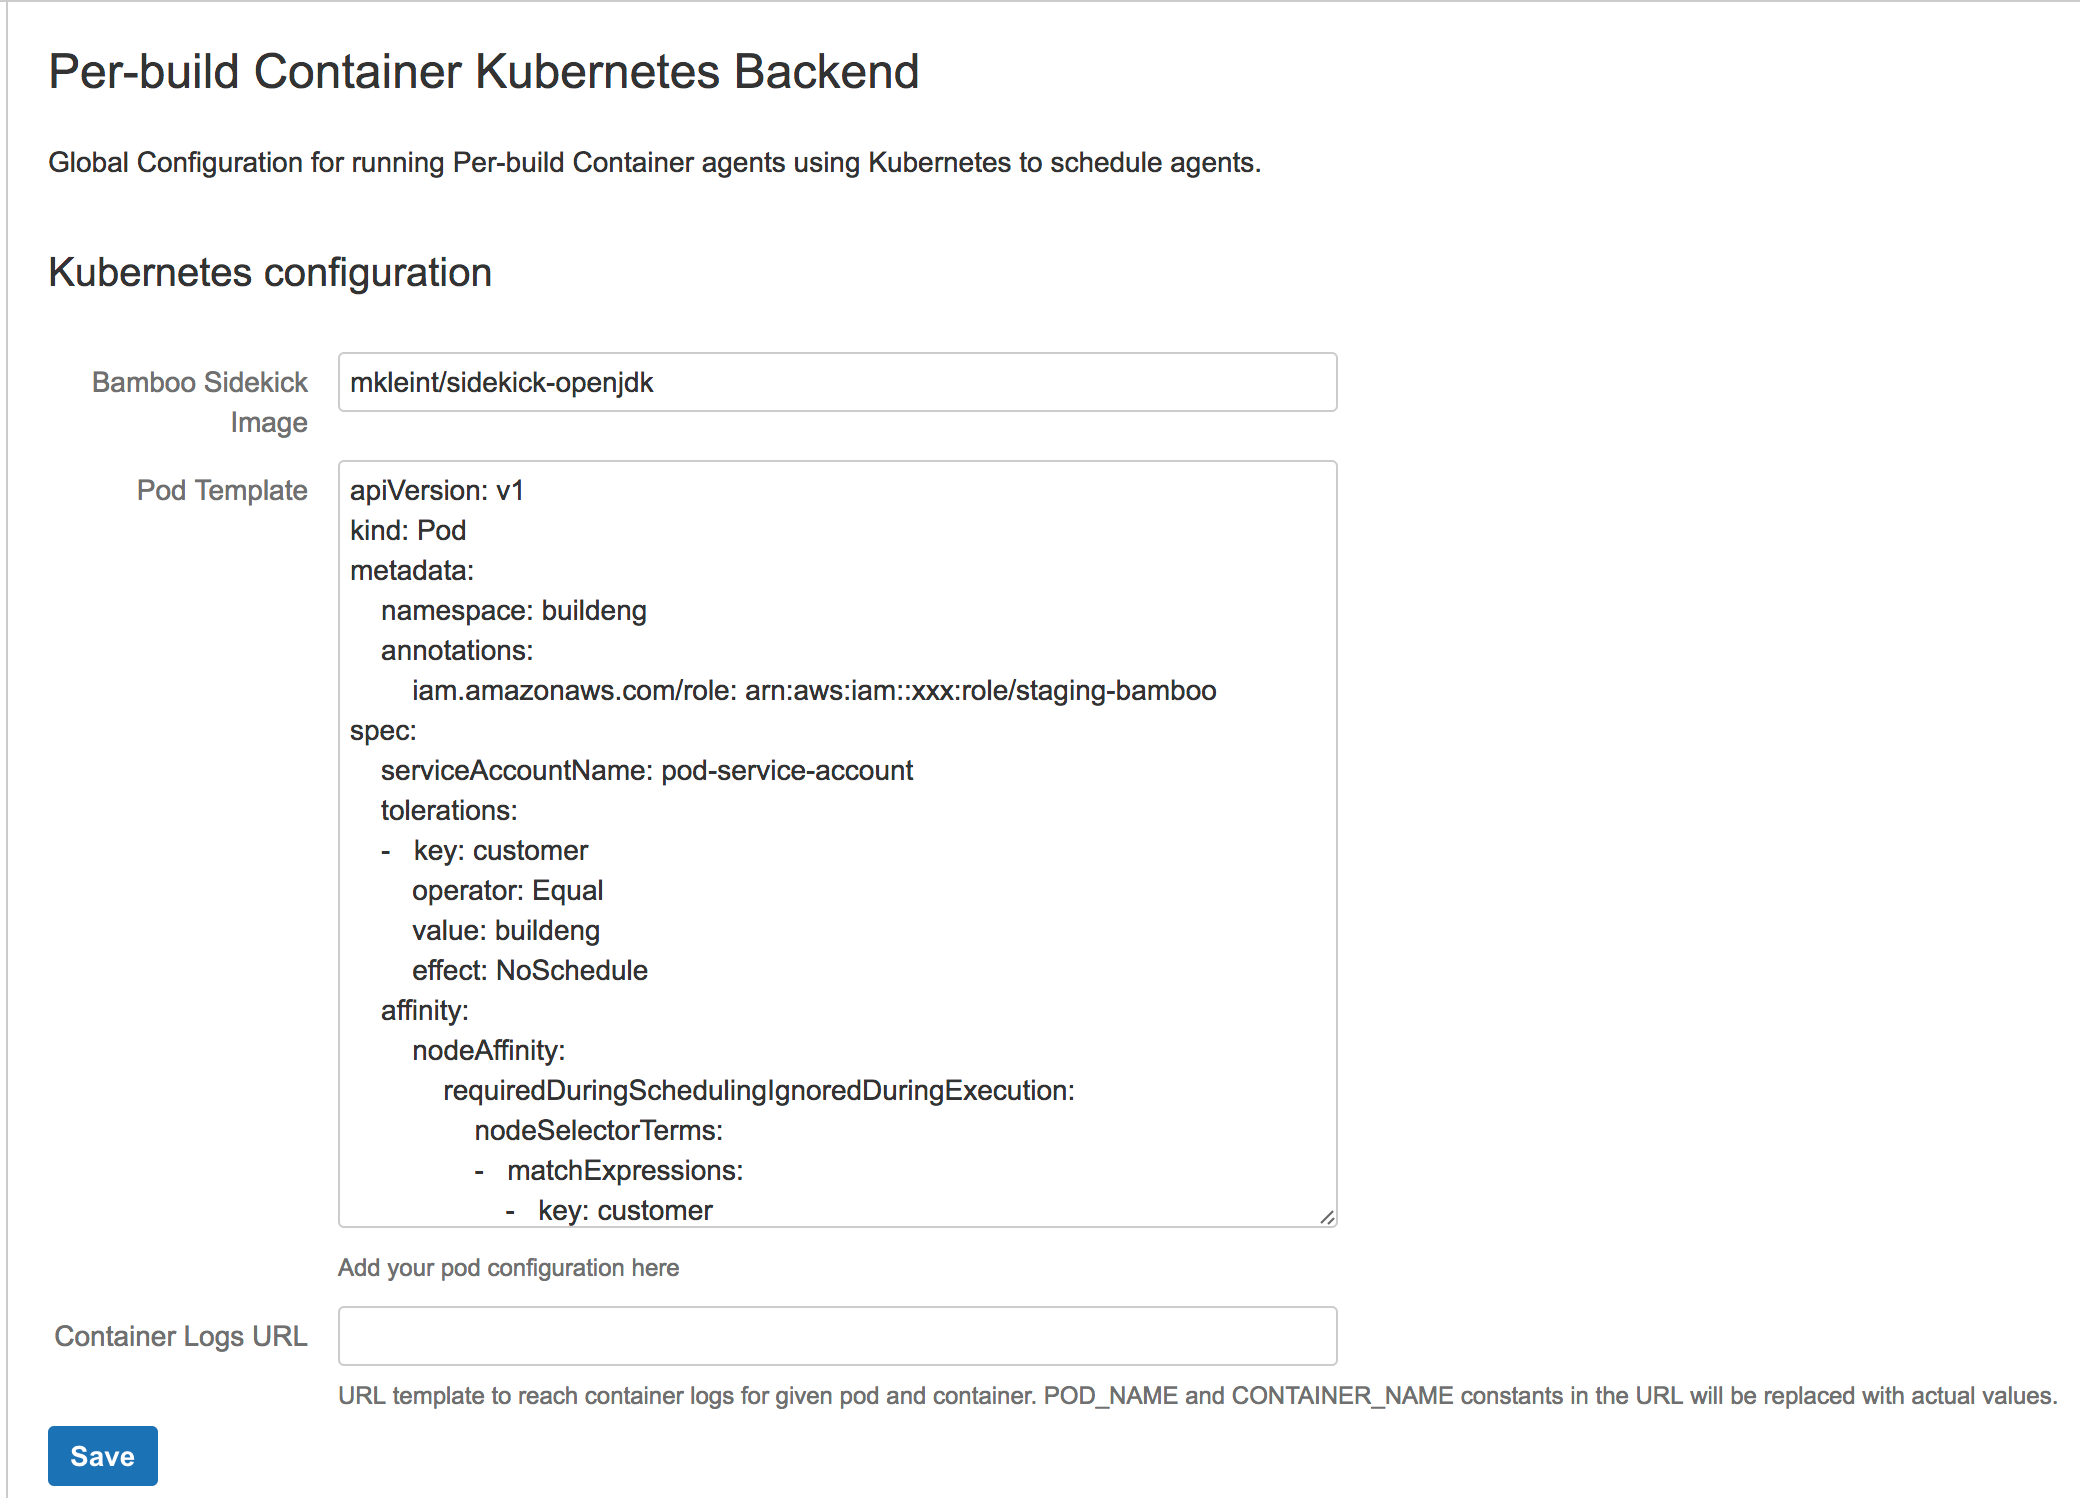 Per-build Container Kubernetes Backend
Global Configuration for running Per-build Container agents using Kubernetes to schedule agents.
Kubernetes configuration
Bamboo Sidekick
Image
mkleint/sidekick-openjdk
Pod Template
apiVersion: v1
kind: Pod
metadata:
    namespace: buildeng
    annotations:
        iam.amazonaws.com/role: arn:aws:iam::xxx:role/staging-bamboo
spec:
    serviceAccountName: pod-service-account
    tolerations:
    -   key: customer
        operator: Equal
        value: buildeng
        effect: NoSchedule
    affinity:
        nodeAffinity:
            requiredDuringSchedulingIgnoredDuringExecution:
                nodeSelectorTerms:
                -   matchExpressions:
                    -   key: customer
Add your pod configuration here
Container Logs URL
URL template to reach container logs for given pod and container. POD_NAME and CONTAINER_NAME constants in the URL will be replaced with actual values.
Save